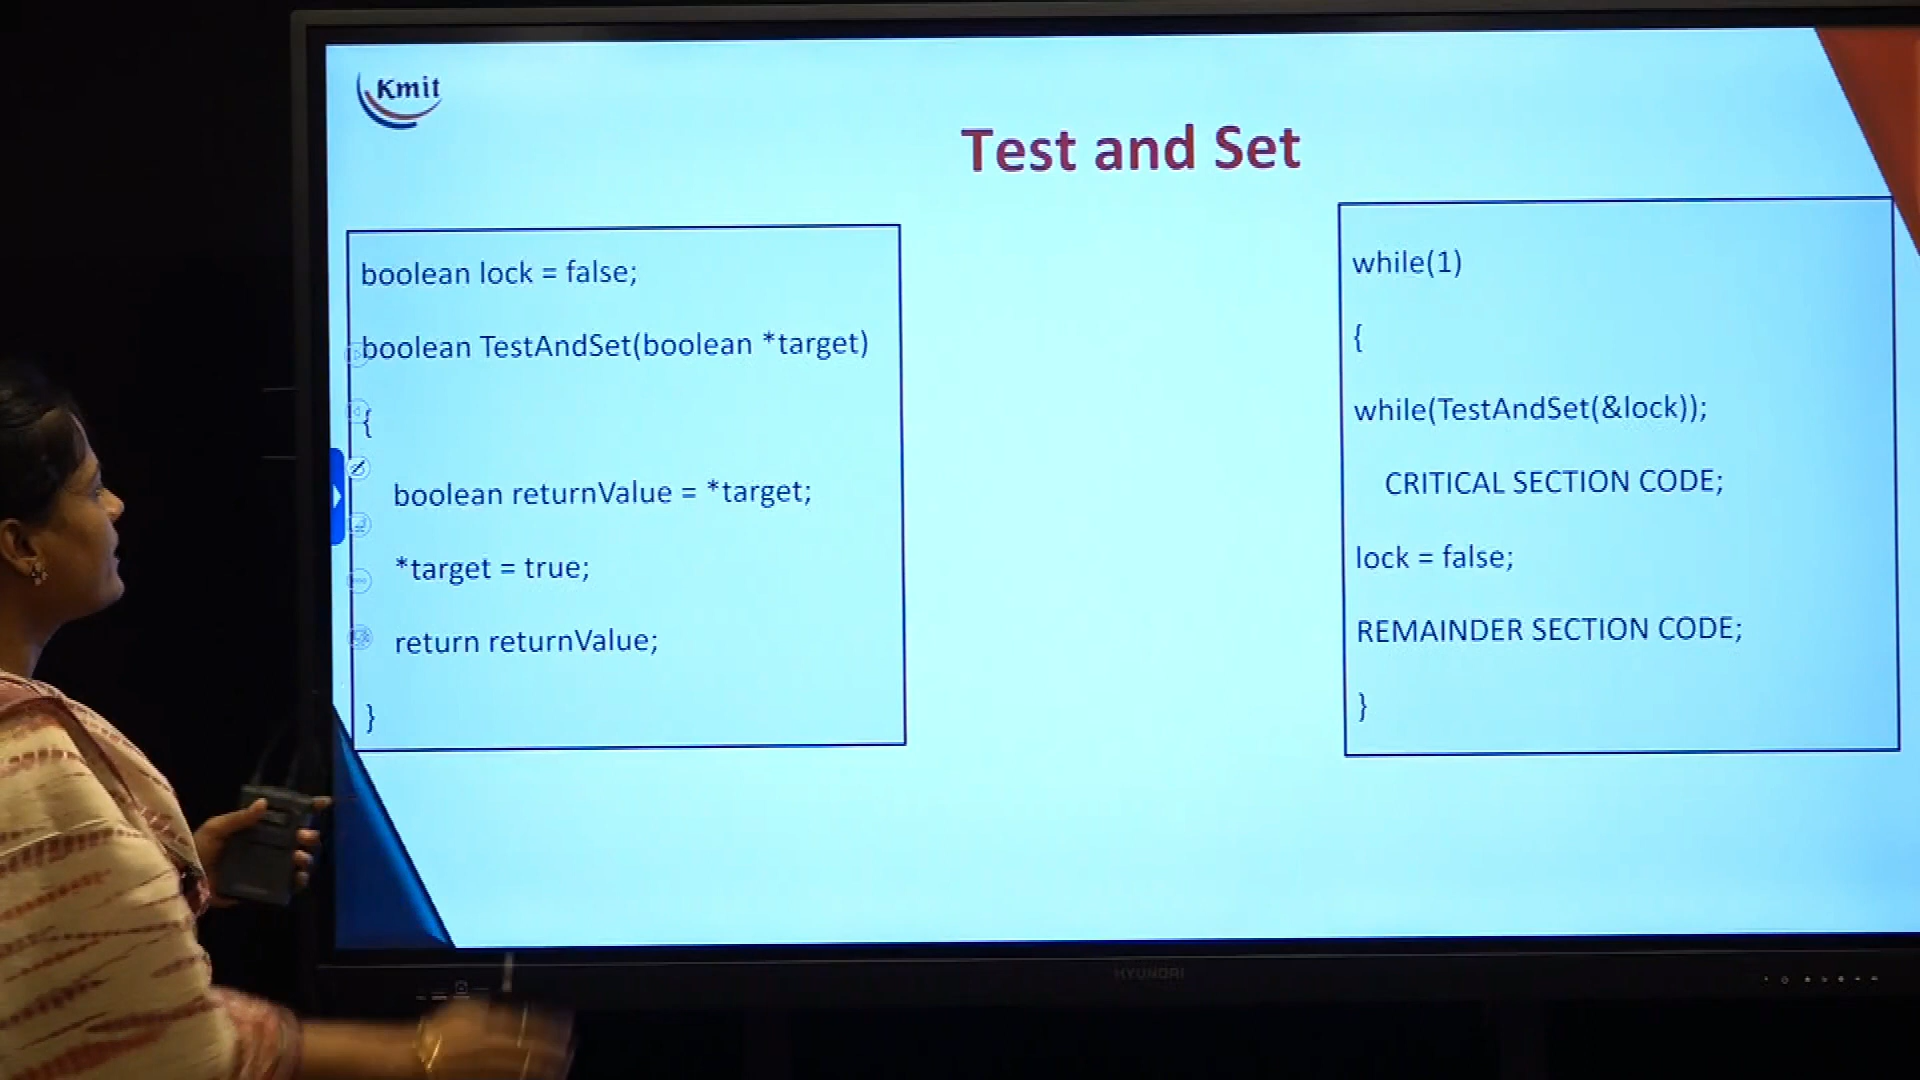 Kmit
Test and Set
boolean lock = false;
boolean TestAndSet(boolean *target)
{
boolean returnValue = *target;
*target = true;
return returnValue;
}
while(1)
{
while(TestAndSet(&lock));
CRITICAL SECTION CODE;
lock = false;
REMAINDER SECTION CODE;
}
HYUNDAI